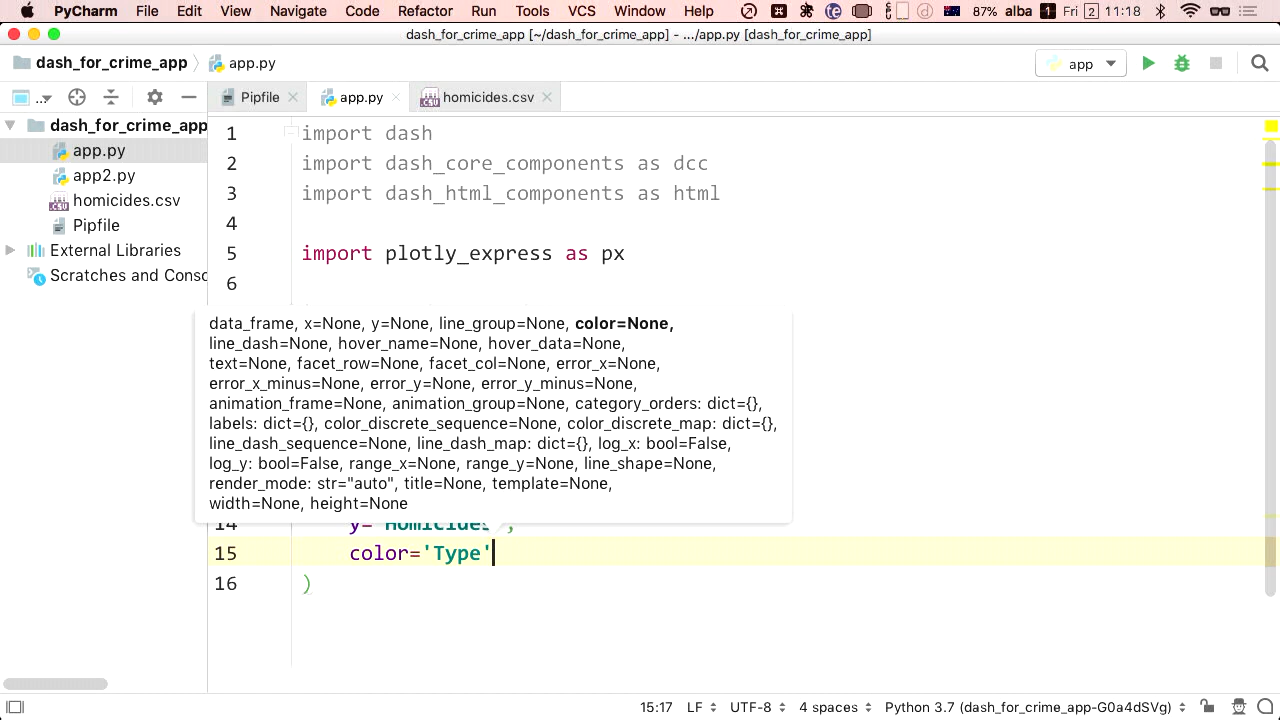 PyCharm File Edit View Navigate Code Refactor Run Tools VCS Window Help 87% alba 1 Fri 2 11:18
dash_for_crime_app [~/dash_for_crime_app] - .../app.py [dash_for_crime_app]
dash_for_crime_app app.py app
... Pipfile app.py homicides.csv
dash_for_crime_app
app.py
app2.py
homicides.csv
Pipfile
External Libraries
Scratches and Consc
1 import dash
2 import dash_core_components as dcc
3 import dash_html_components as html
4
5 import plotly_express as px
6
data_frame, x=None, y=None, line_group=None, color=None,
line_dash=None, hover_name=None, hover_data=None,
text=None, facet_row=None, facet_col=None, error_x=None,
error_x_minus=None, error_y=None, error_y_minus=None,
animation_frame=None, animation_group=None, category_orders: dict={},
labels: dict={}, color_discrete_sequence=None, color_discrete_map: dict={},
line_dash_sequence=None, line_dash_map: dict={}, log_x: bool=False,
log_y: bool=False, range_x=None, range_y=None, line_shape=None,
render_mode: str="auto", title=None, template=None,
width=None, height=None
14 y='Homicides',
15 color='Type'
16 )
15:17 LF UTF-8 4 spaces Python 3.7 (dash_for_crime_app-G0a4dSVg)